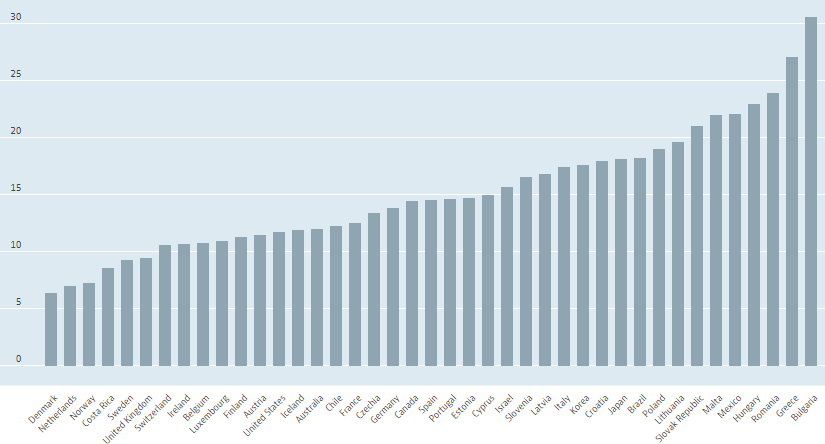 30
25
20
15
10
5
0
Denmark
Netherlands
Norway
Costa Rica
Sweden
United Kingdom
Switzerland
Ireland
Belgium
Luxembourg
Finland
Austria
United States
Iceland
Australia
Chile
France
Czechia
Germany
Canada
Spain
Portugal
Estonia
Cyprus
Israel
Slovenia
Latvia
Italy
Korea
Croatia
Japan
Brazil
Poland
Lithuania
Slovak Republic
Malta
Mexico
Hungary
Romania
Greece
Bulgaria